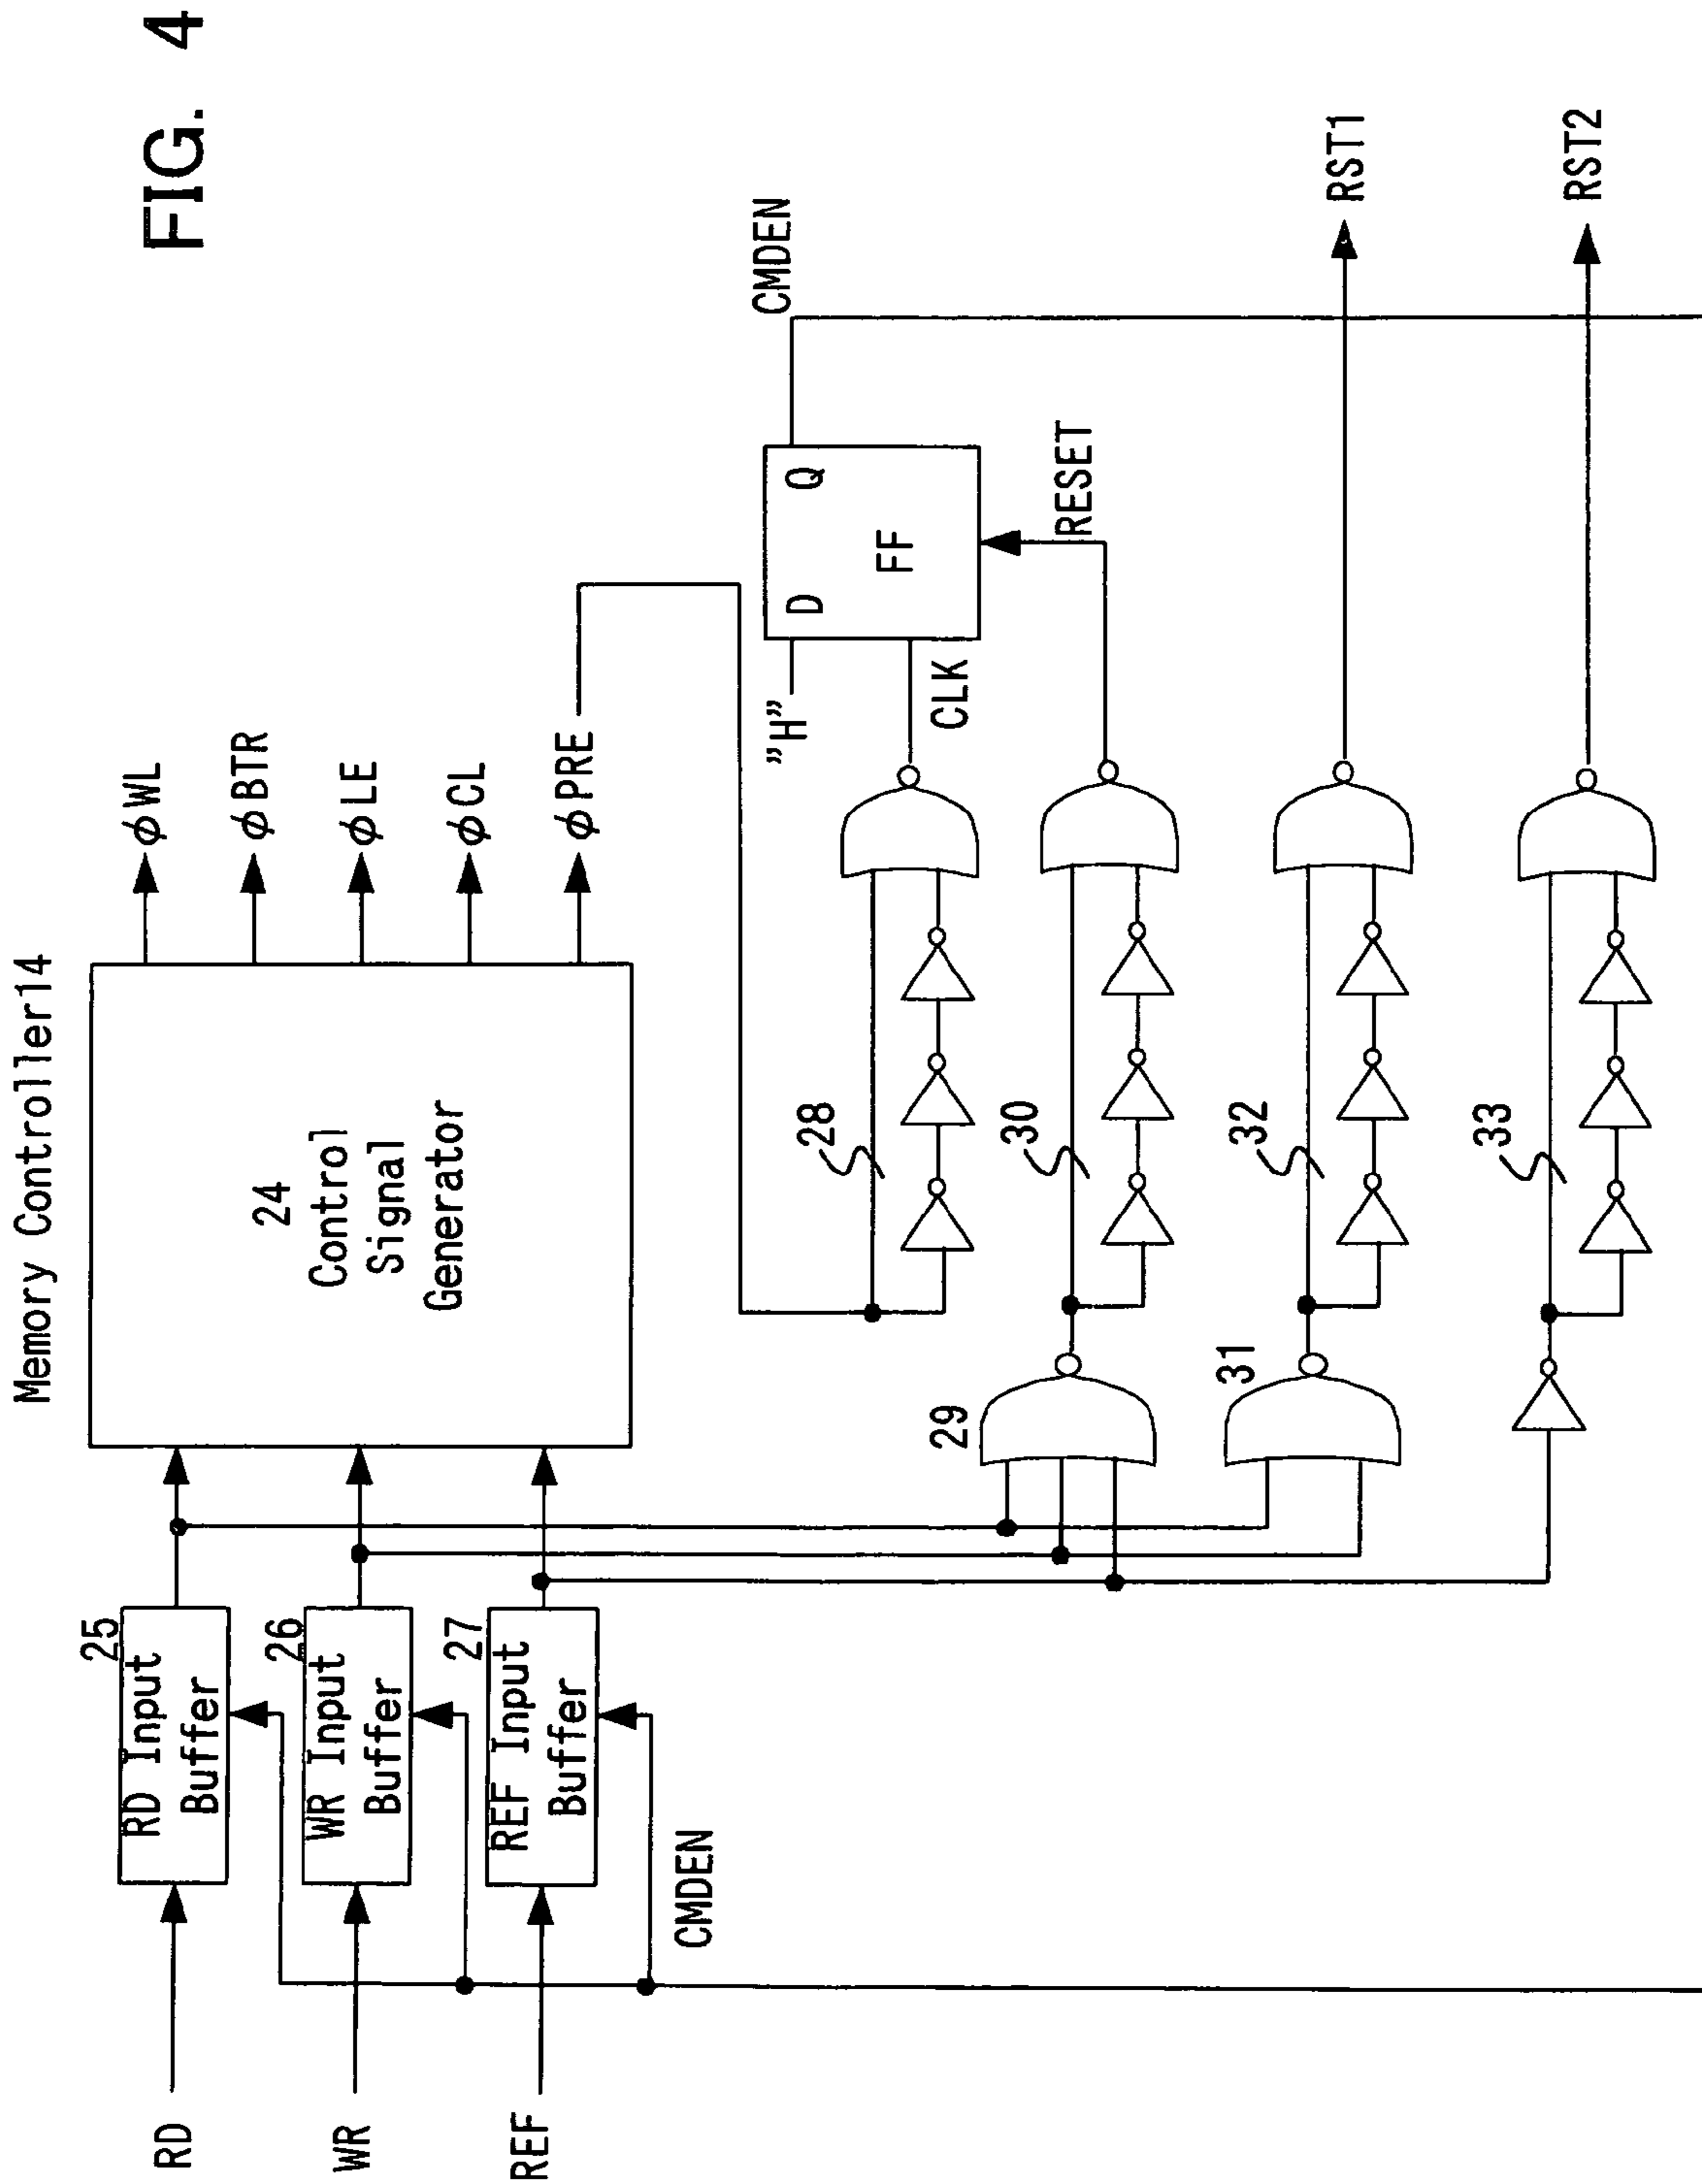 FIG. 4
Memory Controller14
RD
25
RD Input
Buffer
WR
26
WR Input
Buffer
REF
27
REF Input
Buffer
CMDEN
24
Control
Signal
Generator
φWL
φBTR
φLE
φCL
φPRE
CMDEN
"H"
D
Q
FF
CLK
RESET
28
29
30
31
32
RST1
33
RST2